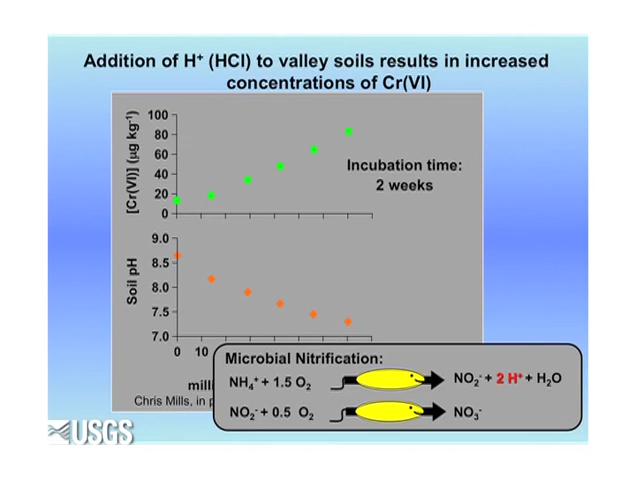 Addition of H⁺ (HCl) to valley soils results in increased
concentrations of Cr(VI)
[Cr(VI)] (µg kg⁻¹)
100
80
60
40
20
0
Incubation time:
2 weeks
Soil pH
9.0
8.5
8.0
7.5
7.0
0 10
Microbial Nitrification:
NH₄⁺ + 1.5 O₂
NO₂⁻ + 2 H⁺ + H₂O
NO₂⁻ + 0.5 O₂
NO₃⁻
Chris Mills, in
USGS